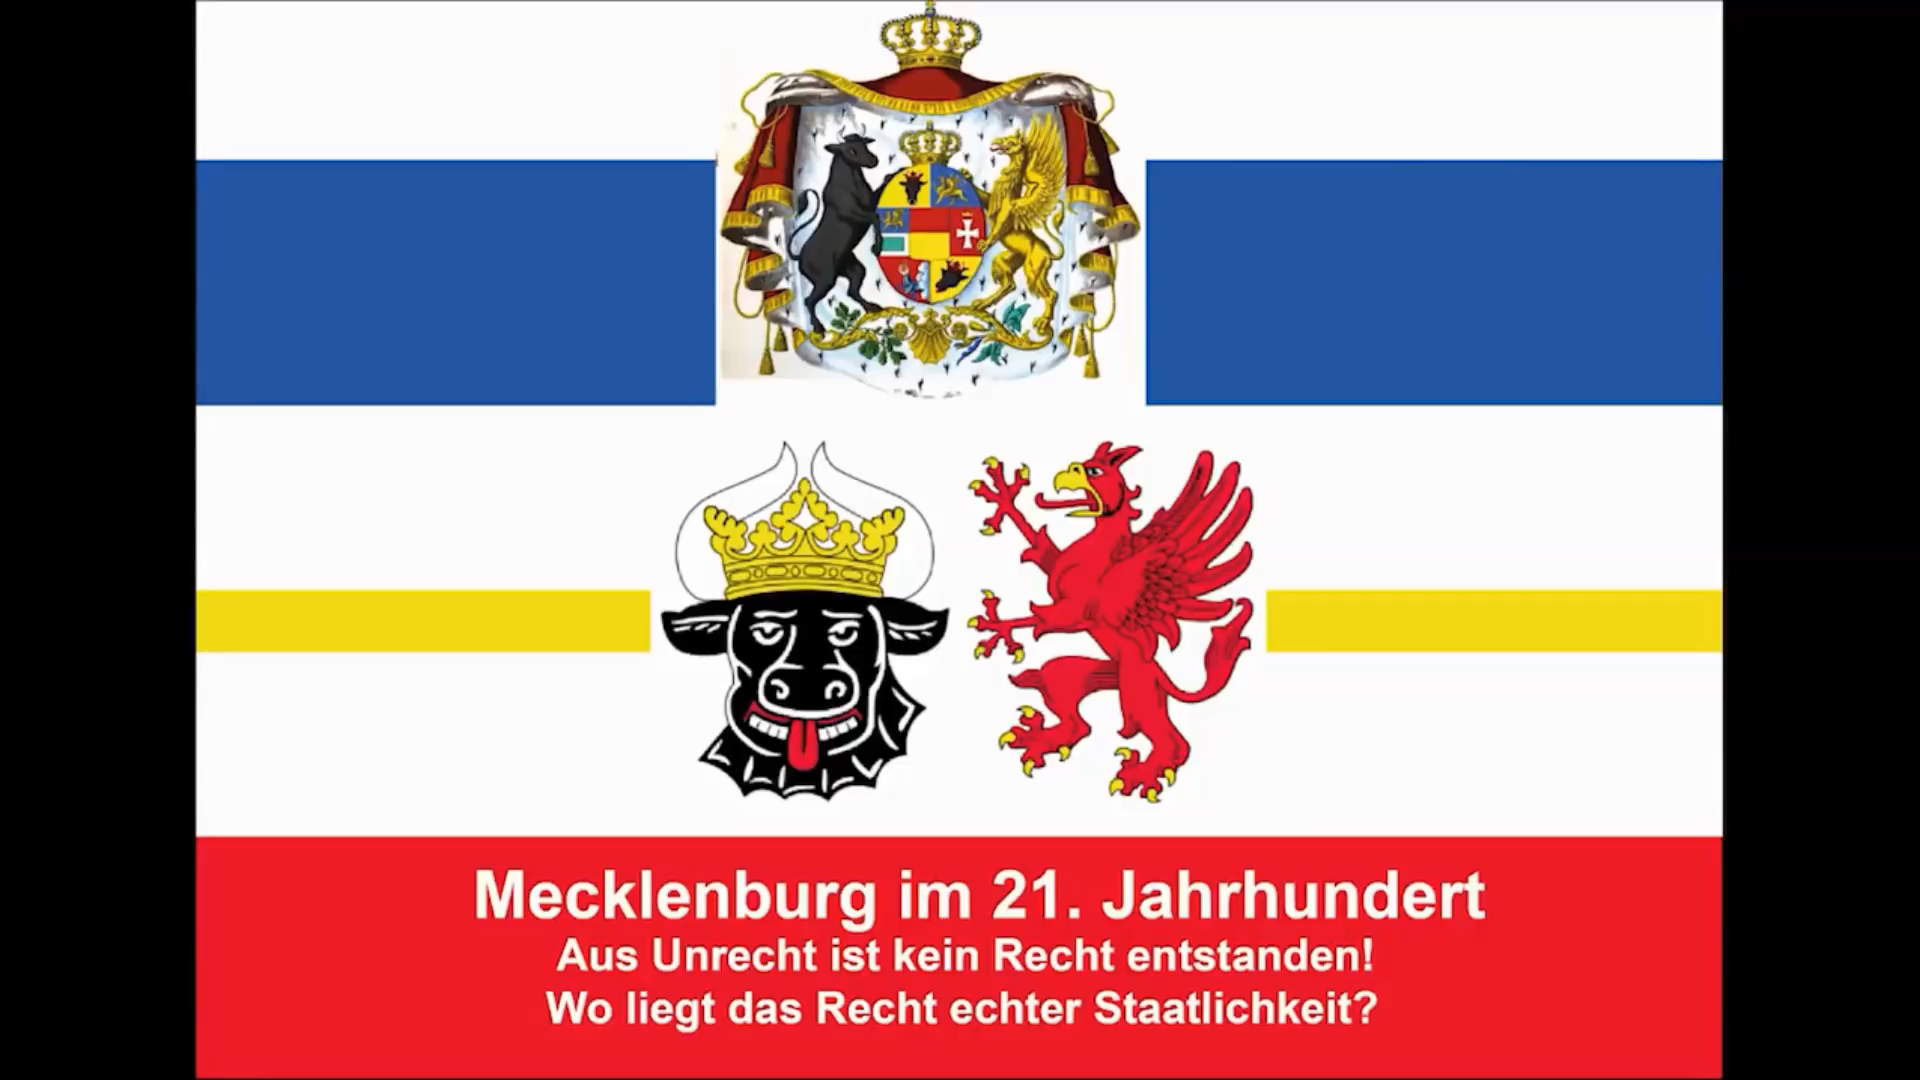 Mecklenburg im 21. Jahrhundert
Aus Unrecht ist kein Recht entstanden!
Wo liegt das Recht echter Staatlichkeit?